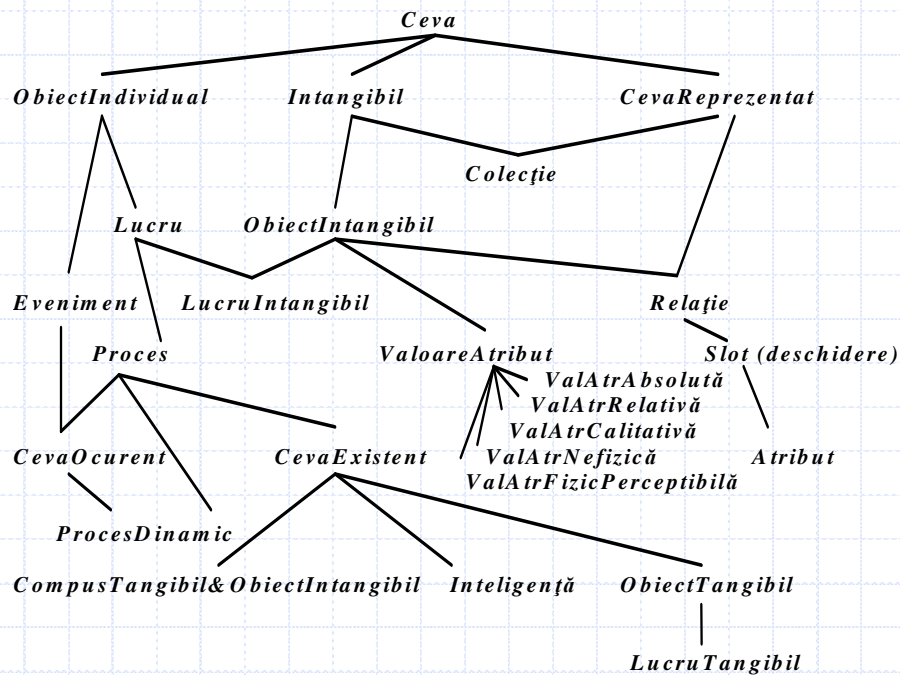 Ceva
ObiectIndividual Intangibil CevaReprezentat
Colecţie
Lucru ObiectIntangibil
Eveniment LucruIntangibil Relaţie
Proces ValoareAtribut Slot (deschidere)
ValAtrAbsolută
ValAtrRelativă
ValAtrCalitativă
CevaOcurent CevaExistent ValAtrNefizică Atribut
ValAtrFizicPerceptibilă
ProcesDinamic
CompusTangibil&ObiectIntangibil Inteligenţă ObiectTangibil
LucruTangibil